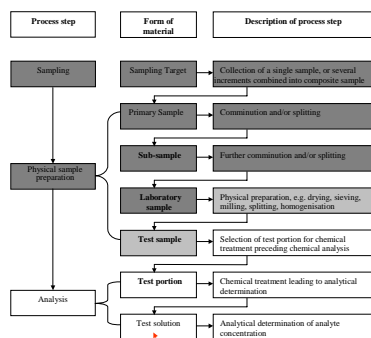 Process step
Form of
material
Description of process step
Sampling
Sampling Target
Collection of a single sample, or several
increments combined into composite sample
Primary Sample
Comminution and/or splitting
Sub-sample
Further comminution and/or splitting
Physical sample
preparation
Laboratory
sample
Physical preparation, e.g. drying, sieving,
milling, splitting, homogenisation
Test sample
Selection of test portion for chemical
treatment preceding chemical analysis
Analysis
Test portion
Chemical treatment leading to analytical
determination
Test solution
Analytical determination of analyte
concentration